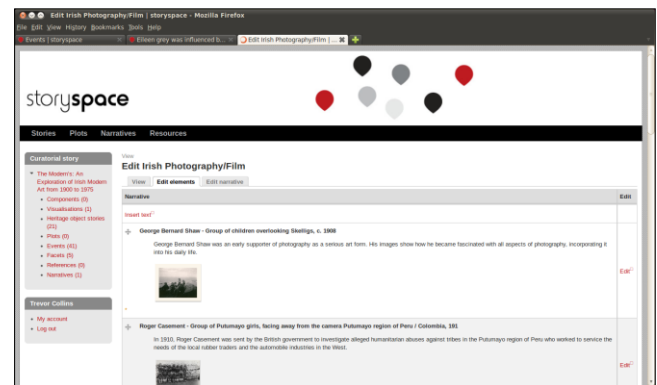 Edit Irish Photography/Film | storyspace - Mozilla Firefox
File Edit View History Bookmarks Tools Help
Events | storyspace
Eileen grey was influenced b...
Edit Irish Photography/Film | ...
storyspace
Stories Plots Narratives Resources
Curatorial story
The Modern's: An
Exploration of Irish Modern
Art from 1900 to 1975
Components (0)
Visualisations (1)
Heritage object stories
(21)
Plots (0)
Events (41)
Facets (5)
References (0)
Narratives (1)
Trevor Collins
My account
Log out
View
Edit Irish Photography/Film
View Edit elements Edit narrative
Narrative Edit
Insert text
George Bernard Shaw - Group of children overlooking Skelligs, c. 1908
George Bernard Shaw was an early supporter of photography as a serious art form. His images show how he became fascinated with all aspects of photography, incorporating it
into his daily life.
Edit
Roger Casement - Group of Putumayo girls, facing away from the camera Putumayo region of Peru / Colombia, 191
In 1910, Roger Casement was sent by the British government to investigate alleged humanitarian abuses against tribes in the Putumayo region of Peru who worked to service the
needs of the local rubber traders and the automobile industries in the West.
Edit